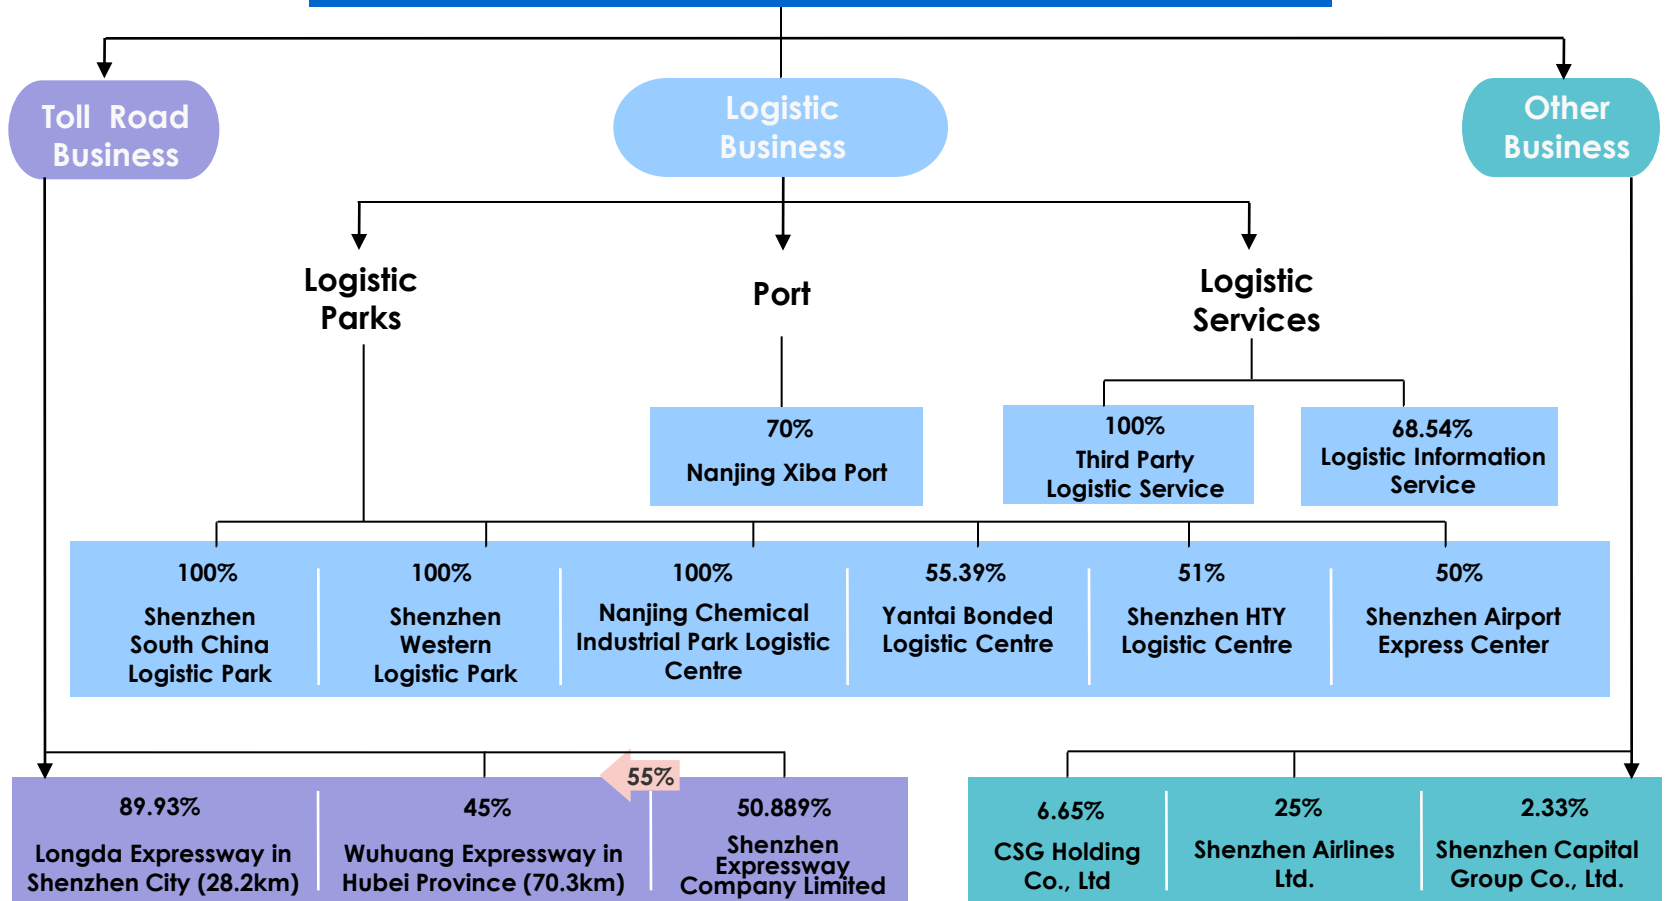 Toll Road
Business
Logistic
Business
Other
Business
Logistic
Parks
Port
Logistic
Services
70%
Nanjing Xiba Port
100%
Third Party
Logistic Service
68.54%
Logistic Information
Service
100%
Shenzhen
South China
Logistic Park
100%
Shenzhen
Western
Logistic Park
100%
Nanjing Chemical
Industrial Park Logistic
Centre
55.39%
Yantai Bonded
Logistic Centre
51%
Shenzhen HTY
Logistic Centre
50%
Shenzhen Airport
Express Center
89.93%
Longda Expressway in
Shenzhen City (28.2km)
45%
Wuhuang Expressway in
Hubei Province (70.3km)
55%
50.889%
Shenzhen
Expressway
Company Limited
6.65%
CSG Holding
Co., Ltd
25%
Shenzhen Airlines
Ltd.
2.33%
Shenzhen Capital
Group Co., Ltd.